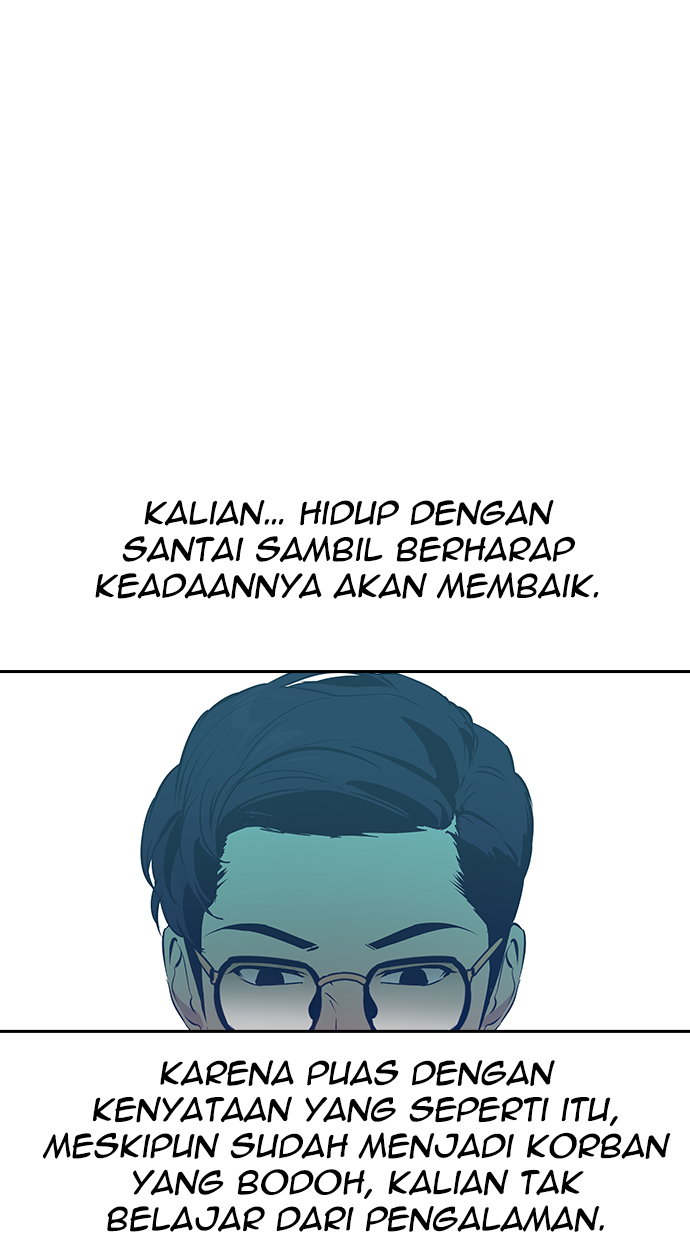 KALIAN... HIDUP DENGAN
SANTAI SAMBIL BERHARAP
KEADAANNYA AKAN MEMBAIK.
KARENA PUAS DENGAN
KENYATAAN YANG SEPERTI ITU,
MESKIPUN SUDAH MENJADI KORBAN
YANG BODOH, KALIAN TAK
BELAJAR DARI PENGALAMAN.